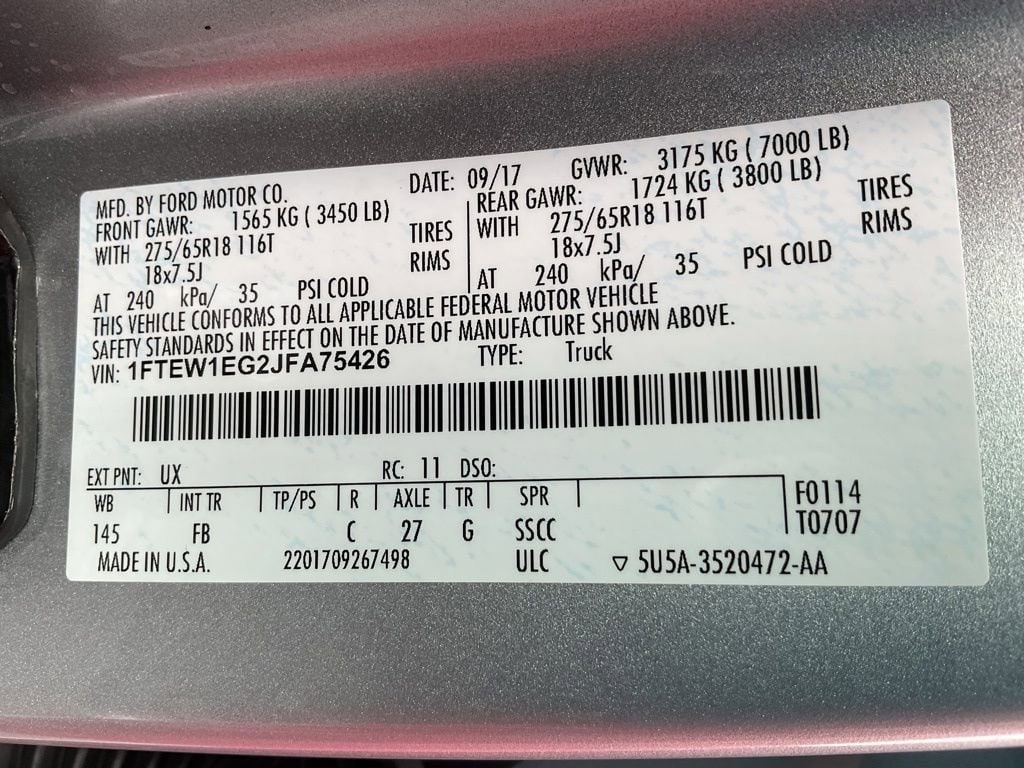 MFD. BY FORD MOTOR CO. DATE: 09/17 GVWR: 3175 KG ( 7000 LB)
FRONT GAWR: 1565 KG ( 3450 LB) REAR GAWR: 1724 KG ( 3800 LB)
WITH 275/65R18 116T TIRES WITH 275/65R18 116T TIRES
18x7.5J RIMS 18x7.5J RIMS
AT 240 kPa/ 35 PSI COLD AT 240 kPa/ 35 PSI COLD
THIS VEHICLE CONFORMS TO ALL APPLICABLE FEDERAL MOTOR VEHICLE
SAFETY STANDARDS IN EFFECT ON THE DATE OF MANUFACTURE SHOWN ABOVE.
VIN: 1FTEW1EG2JFA75426 TYPE: Truck
EXT PNT: UX RC: 11 DSO:
WB INT TR TP/PS R AXLE TR SPR F0114
145 FB C 27 G SSCC T0707
MADE IN U.S.A. 2201709267498 ULC ▽ 5U5A-3520472-AA